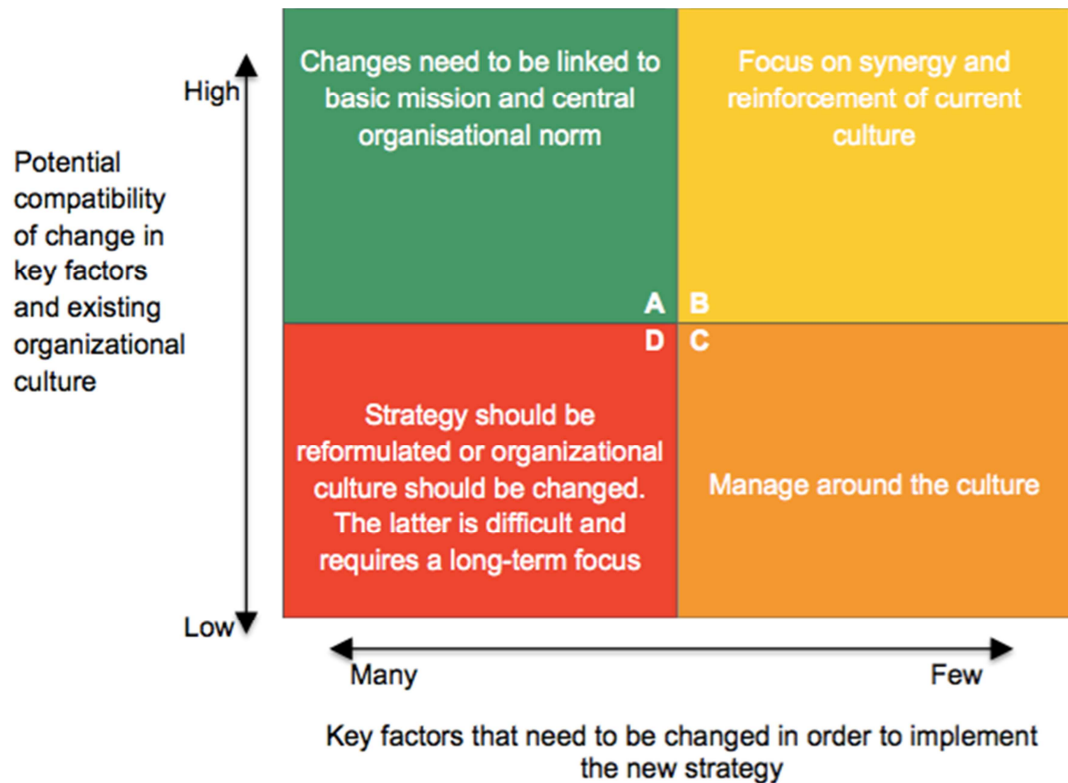 Changes need to be linked to
basic mission and central
organisational norm
Focus on synergy and
reinforcement of current
culture
High
Potential
compatibility
of change in
key factors
and existing
organizational
culture
A
B
D
C
Strategy should be
reformulated or organizational
culture should be changed.
The latter is difficult and
requires a long-term focus
Manage around the culture
Low
Many
Few
Key factors that need to be changed in order to implement
the new strategy